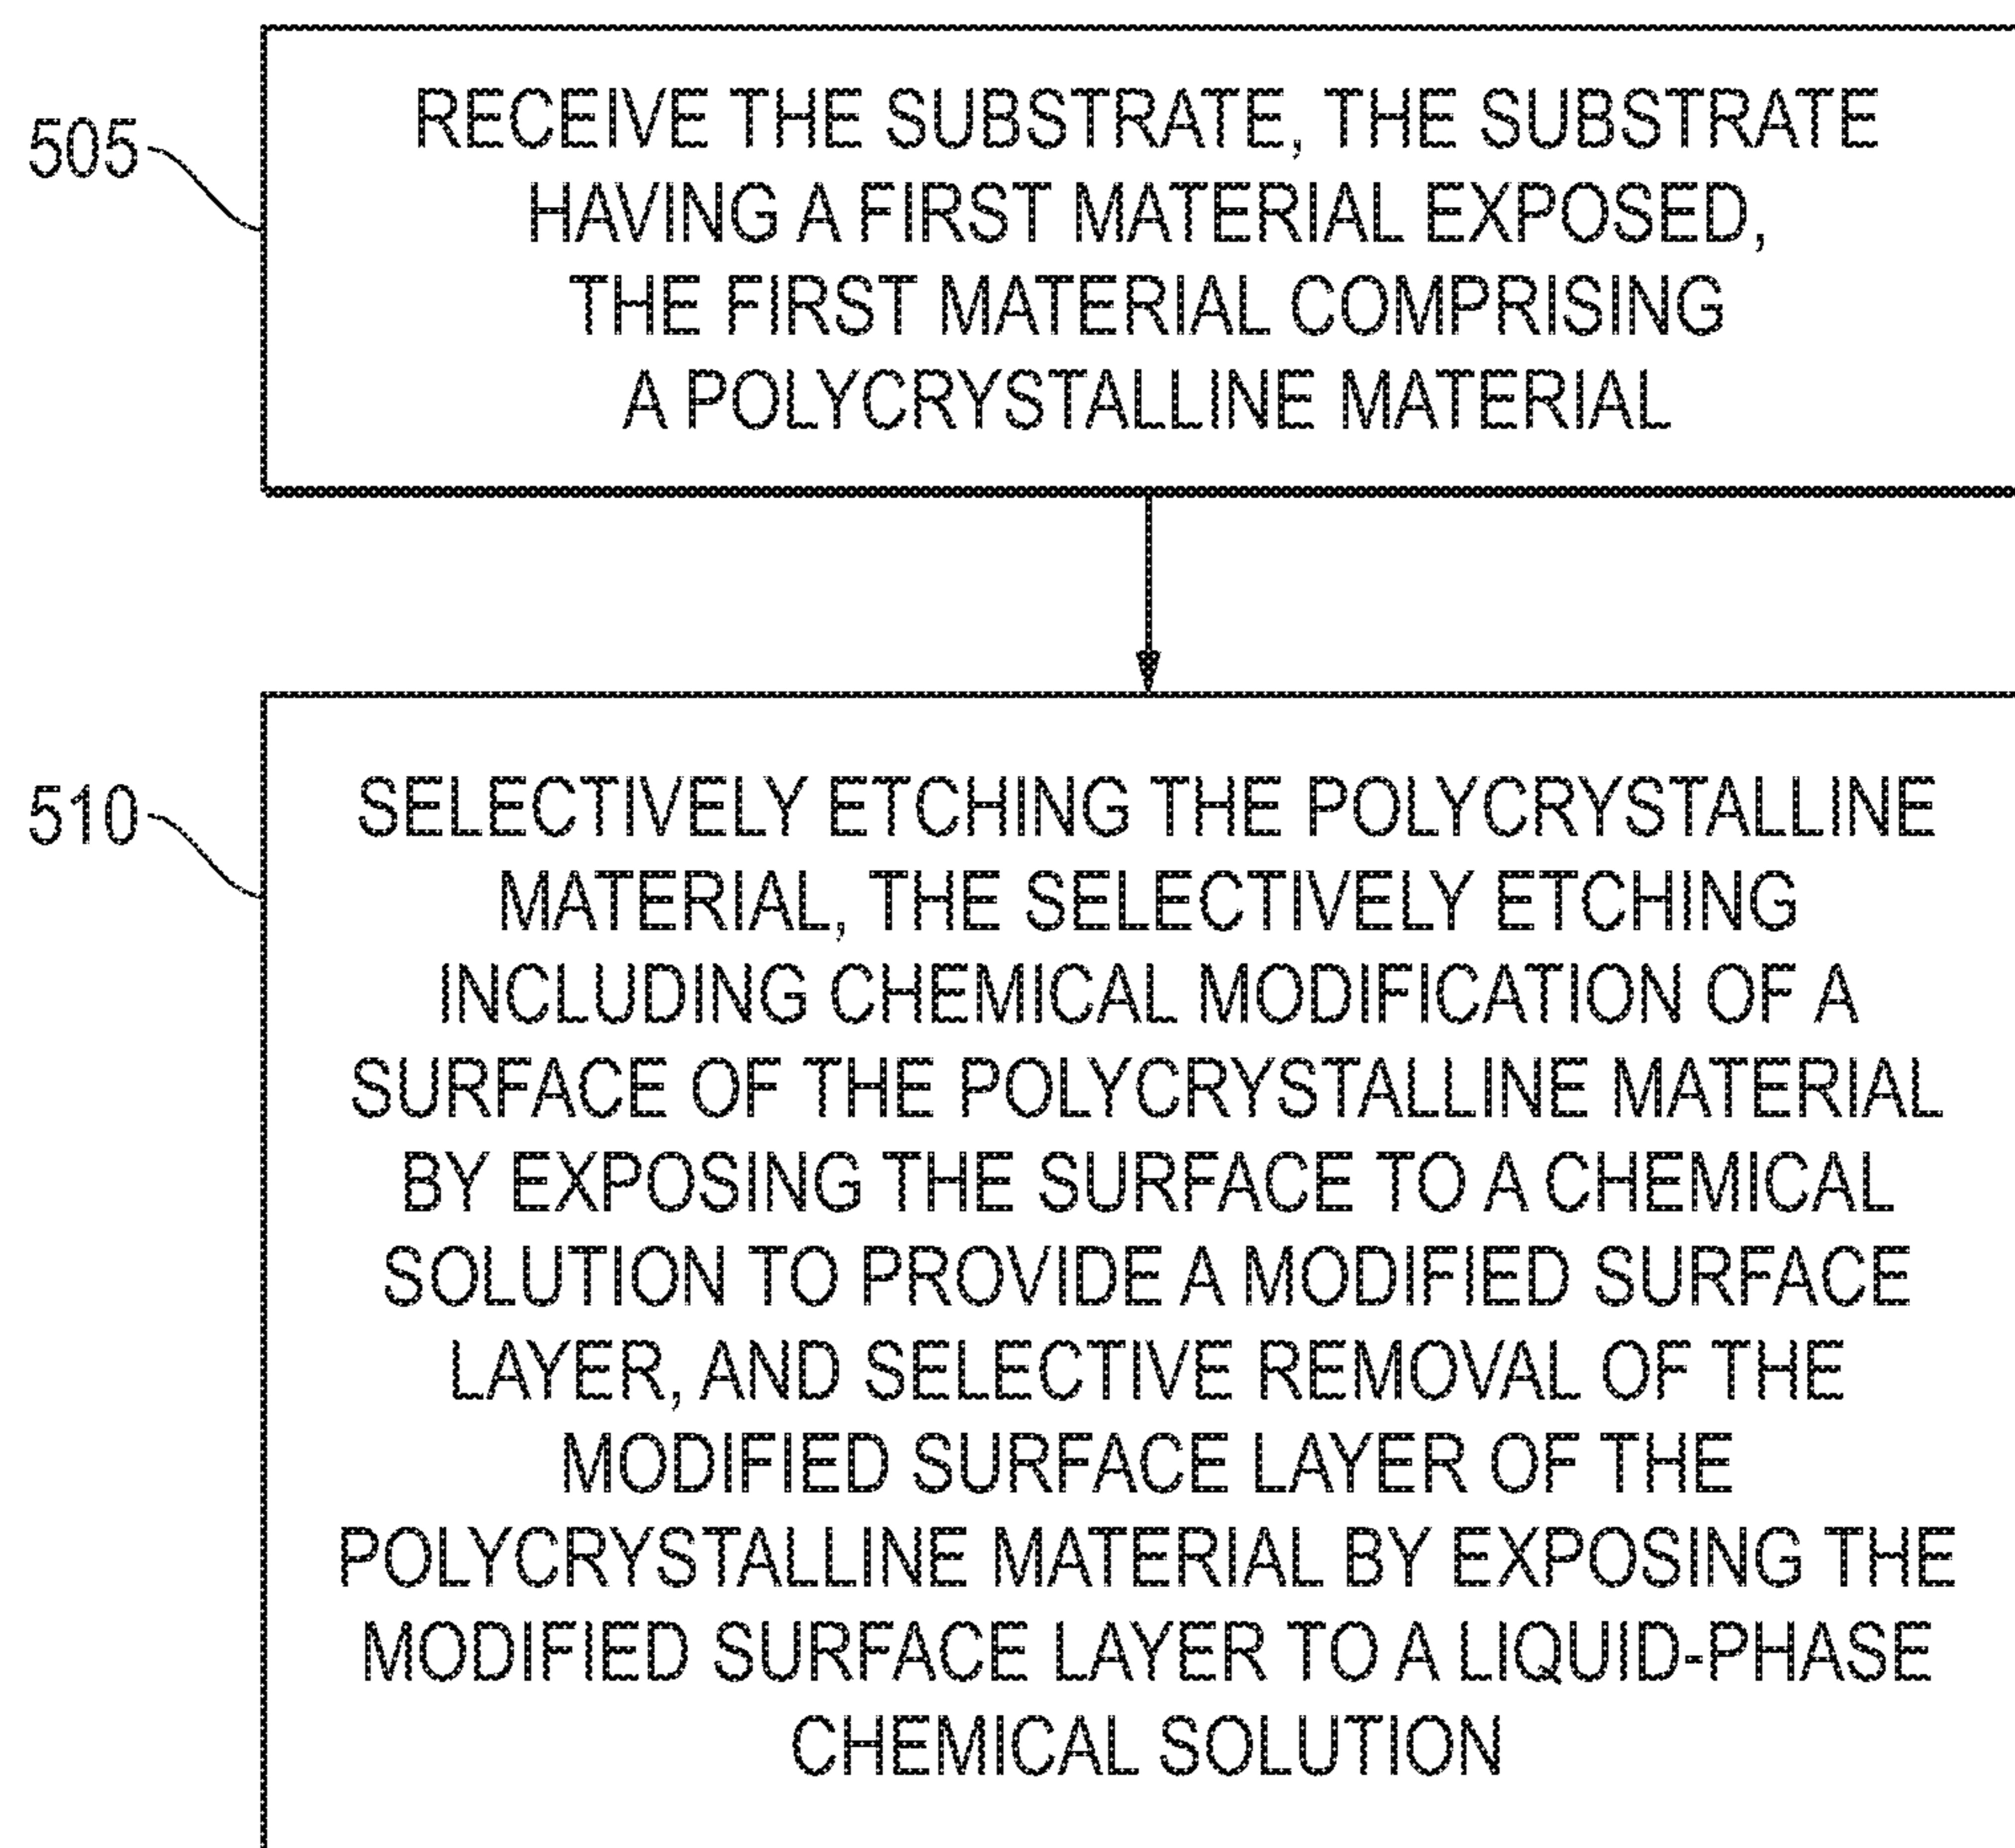 505
RECEIVE THE SUBSTRATE, THE SUBSTRATE
HAVING A FIRST MATERIAL EXPOSED,
THE FIRST MATERIAL COMPRISING
A POLYCRYSTALLINE MATERIAL
510
SELECTIVELY ETCHING THE POLYCRYSTALLINE
MATERIAL, THE SELECTIVELY ETCHING
INCLUDING CHEMICAL MODIFICATION OF A
SURFACE OF THE POLYCRYSTALLINE MATERIAL
BY EXPOSING THE SURFACE TO A CHEMICAL
SOLUTION TO PROVIDE A MODIFIED SURFACE
LAYER, AND SELECTIVE REMOVAL OF THE
MODIFIED SURFACE LAYER OF THE
POLYCRYSTALLINE MATERIAL BY EXPOSING THE
MODIFIED SURFACE LAYER TO A LIQUID-PHASE
CHEMICAL SOLUTION